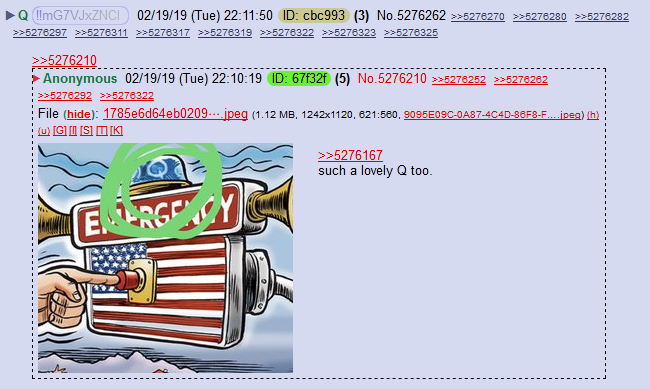 Q !!mG7VJxZNCI 02/19/19 (Tue) 22:11:50 ID: cbc993 (3) No.5276262 >>5276270 >>5276280 >>5276282
>>5276297 >>5276311 >>5276317 >>5276319 >>5276322 >>5276323 >>5276325
>>5276210
Anonymous 02/19/19 (Tue) 22:10:19 ID: 67f32f (5) No.5276210 >>5276252 >>5276262
>>5276292 >>5276322
File (hide): 1785e6d64eb0209⋯.jpeg (1.12 MB, 1242x1120, 621:560, 9095E09C-0A87-4C4D-86F8-F….jpeg) (h)
(u) [G] [I] [S] [T] [K]
>>5276167
such a lovely Q too.
Q
EMERGENCY